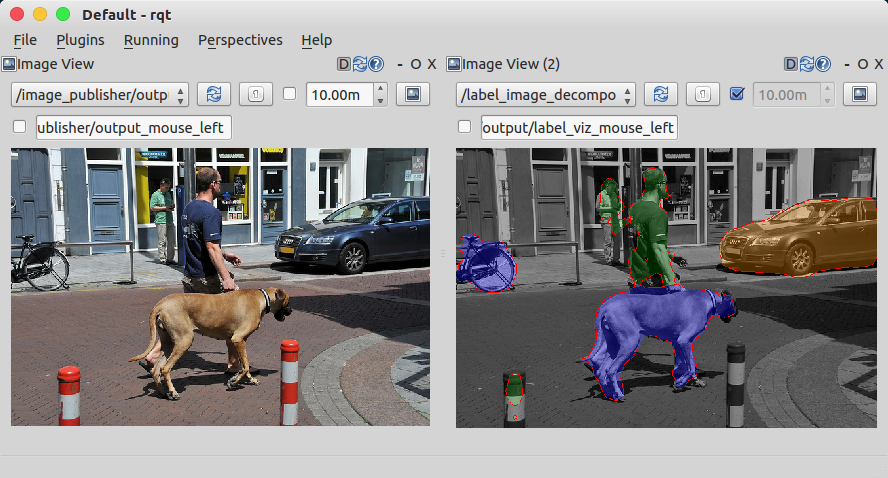 Default - rqt
File Plugins Running Perspectives Help
Image View
D
- O X
Image View (2)
D
- O X
/image_publisher/outpu
10.00m
/label_image_decompo
10.00m
ublisher/output_mouse_left
output/label_viz_mouse_left